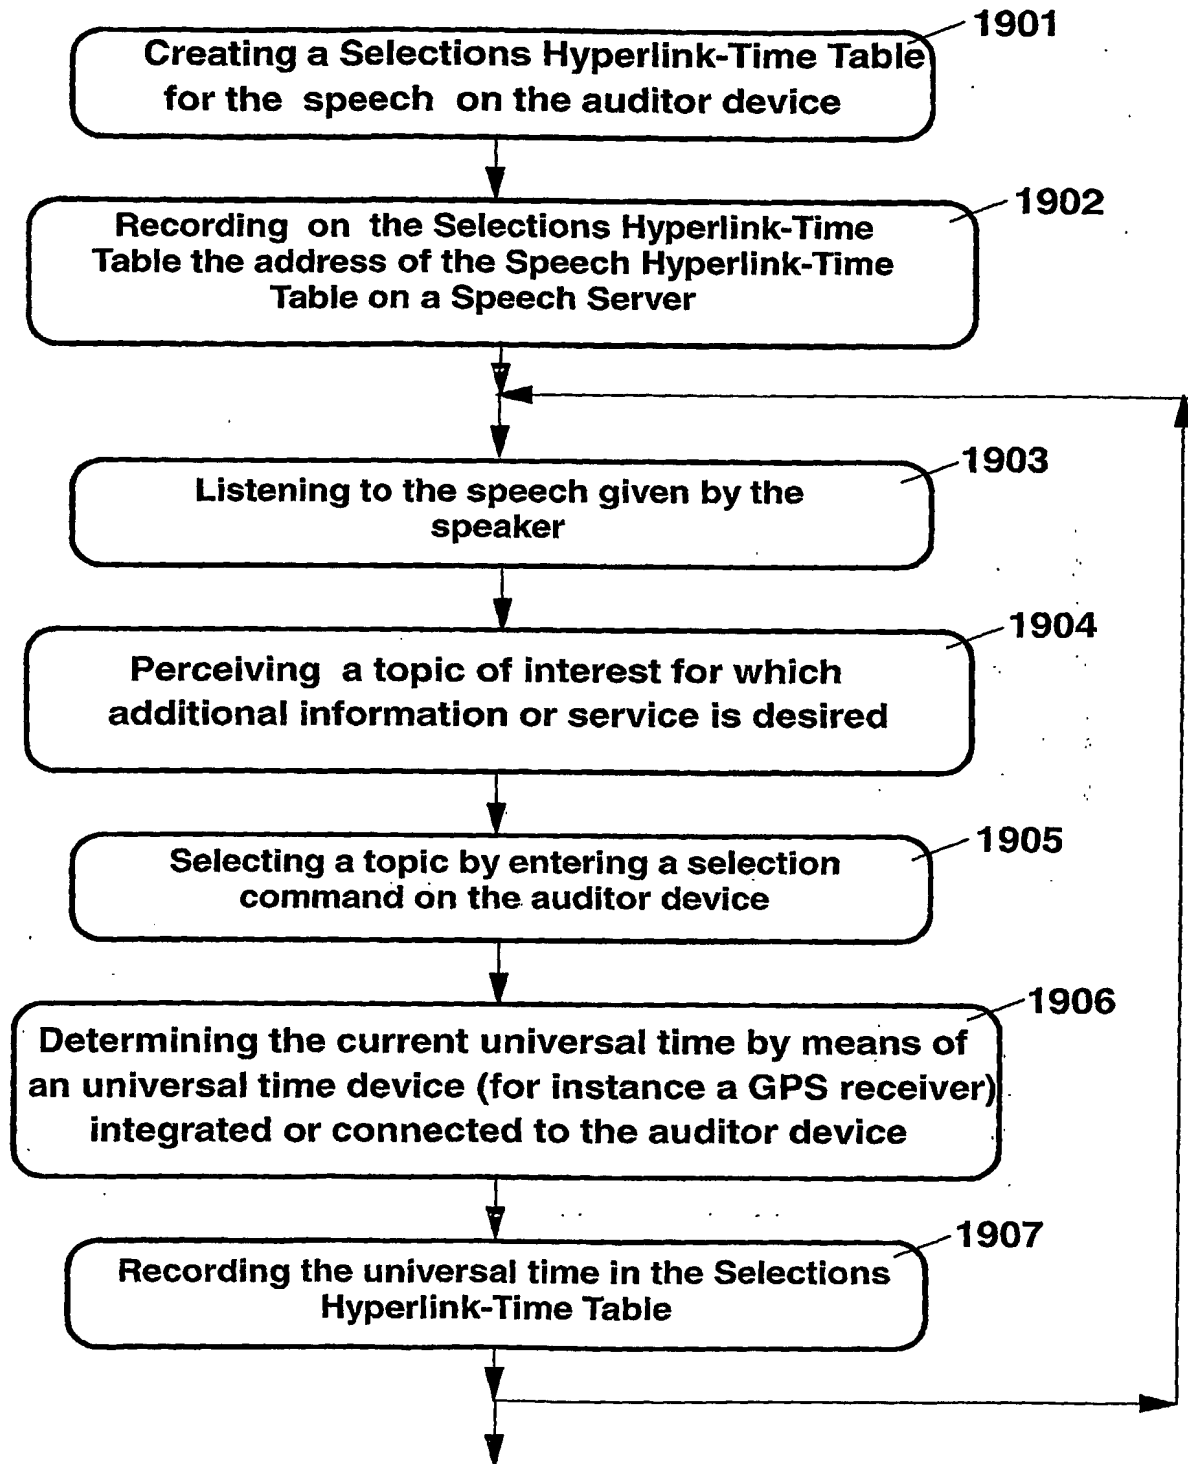 1901
Creating a Selections Hyperlink-Time Table
for the speech on the auditor device
1902
Recording on the Selections Hyperlink-Time
Table the address of the Speech Hyperlink-Time
Table on a Speech Server
1903
Listening to the speech given by the
speaker
1904
Perceiving a topic of interest for which
additional information or service is desired
1905
Selecting a topic by entering a selection
command on the auditor device
1906
Determining the current universal time by means of
an universal time device (for instance a GPS receiver)
integrated or connected to the auditor device
1907
Recording the universal time in the Selections
Hyperlink-Time Table